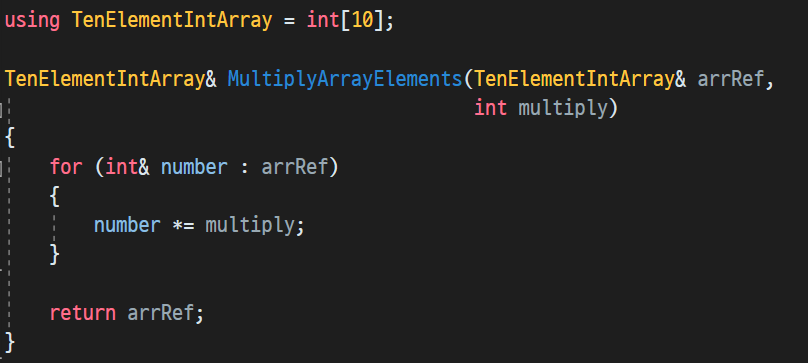 using TenElementIntArray = int[10];
TenElementIntArray& MultiplyArrayElements(TenElementIntArray& arrRef,
int multiply)
{
for (int& number : arrRef)
{
number *= multiply;
}
return arrRef;
}